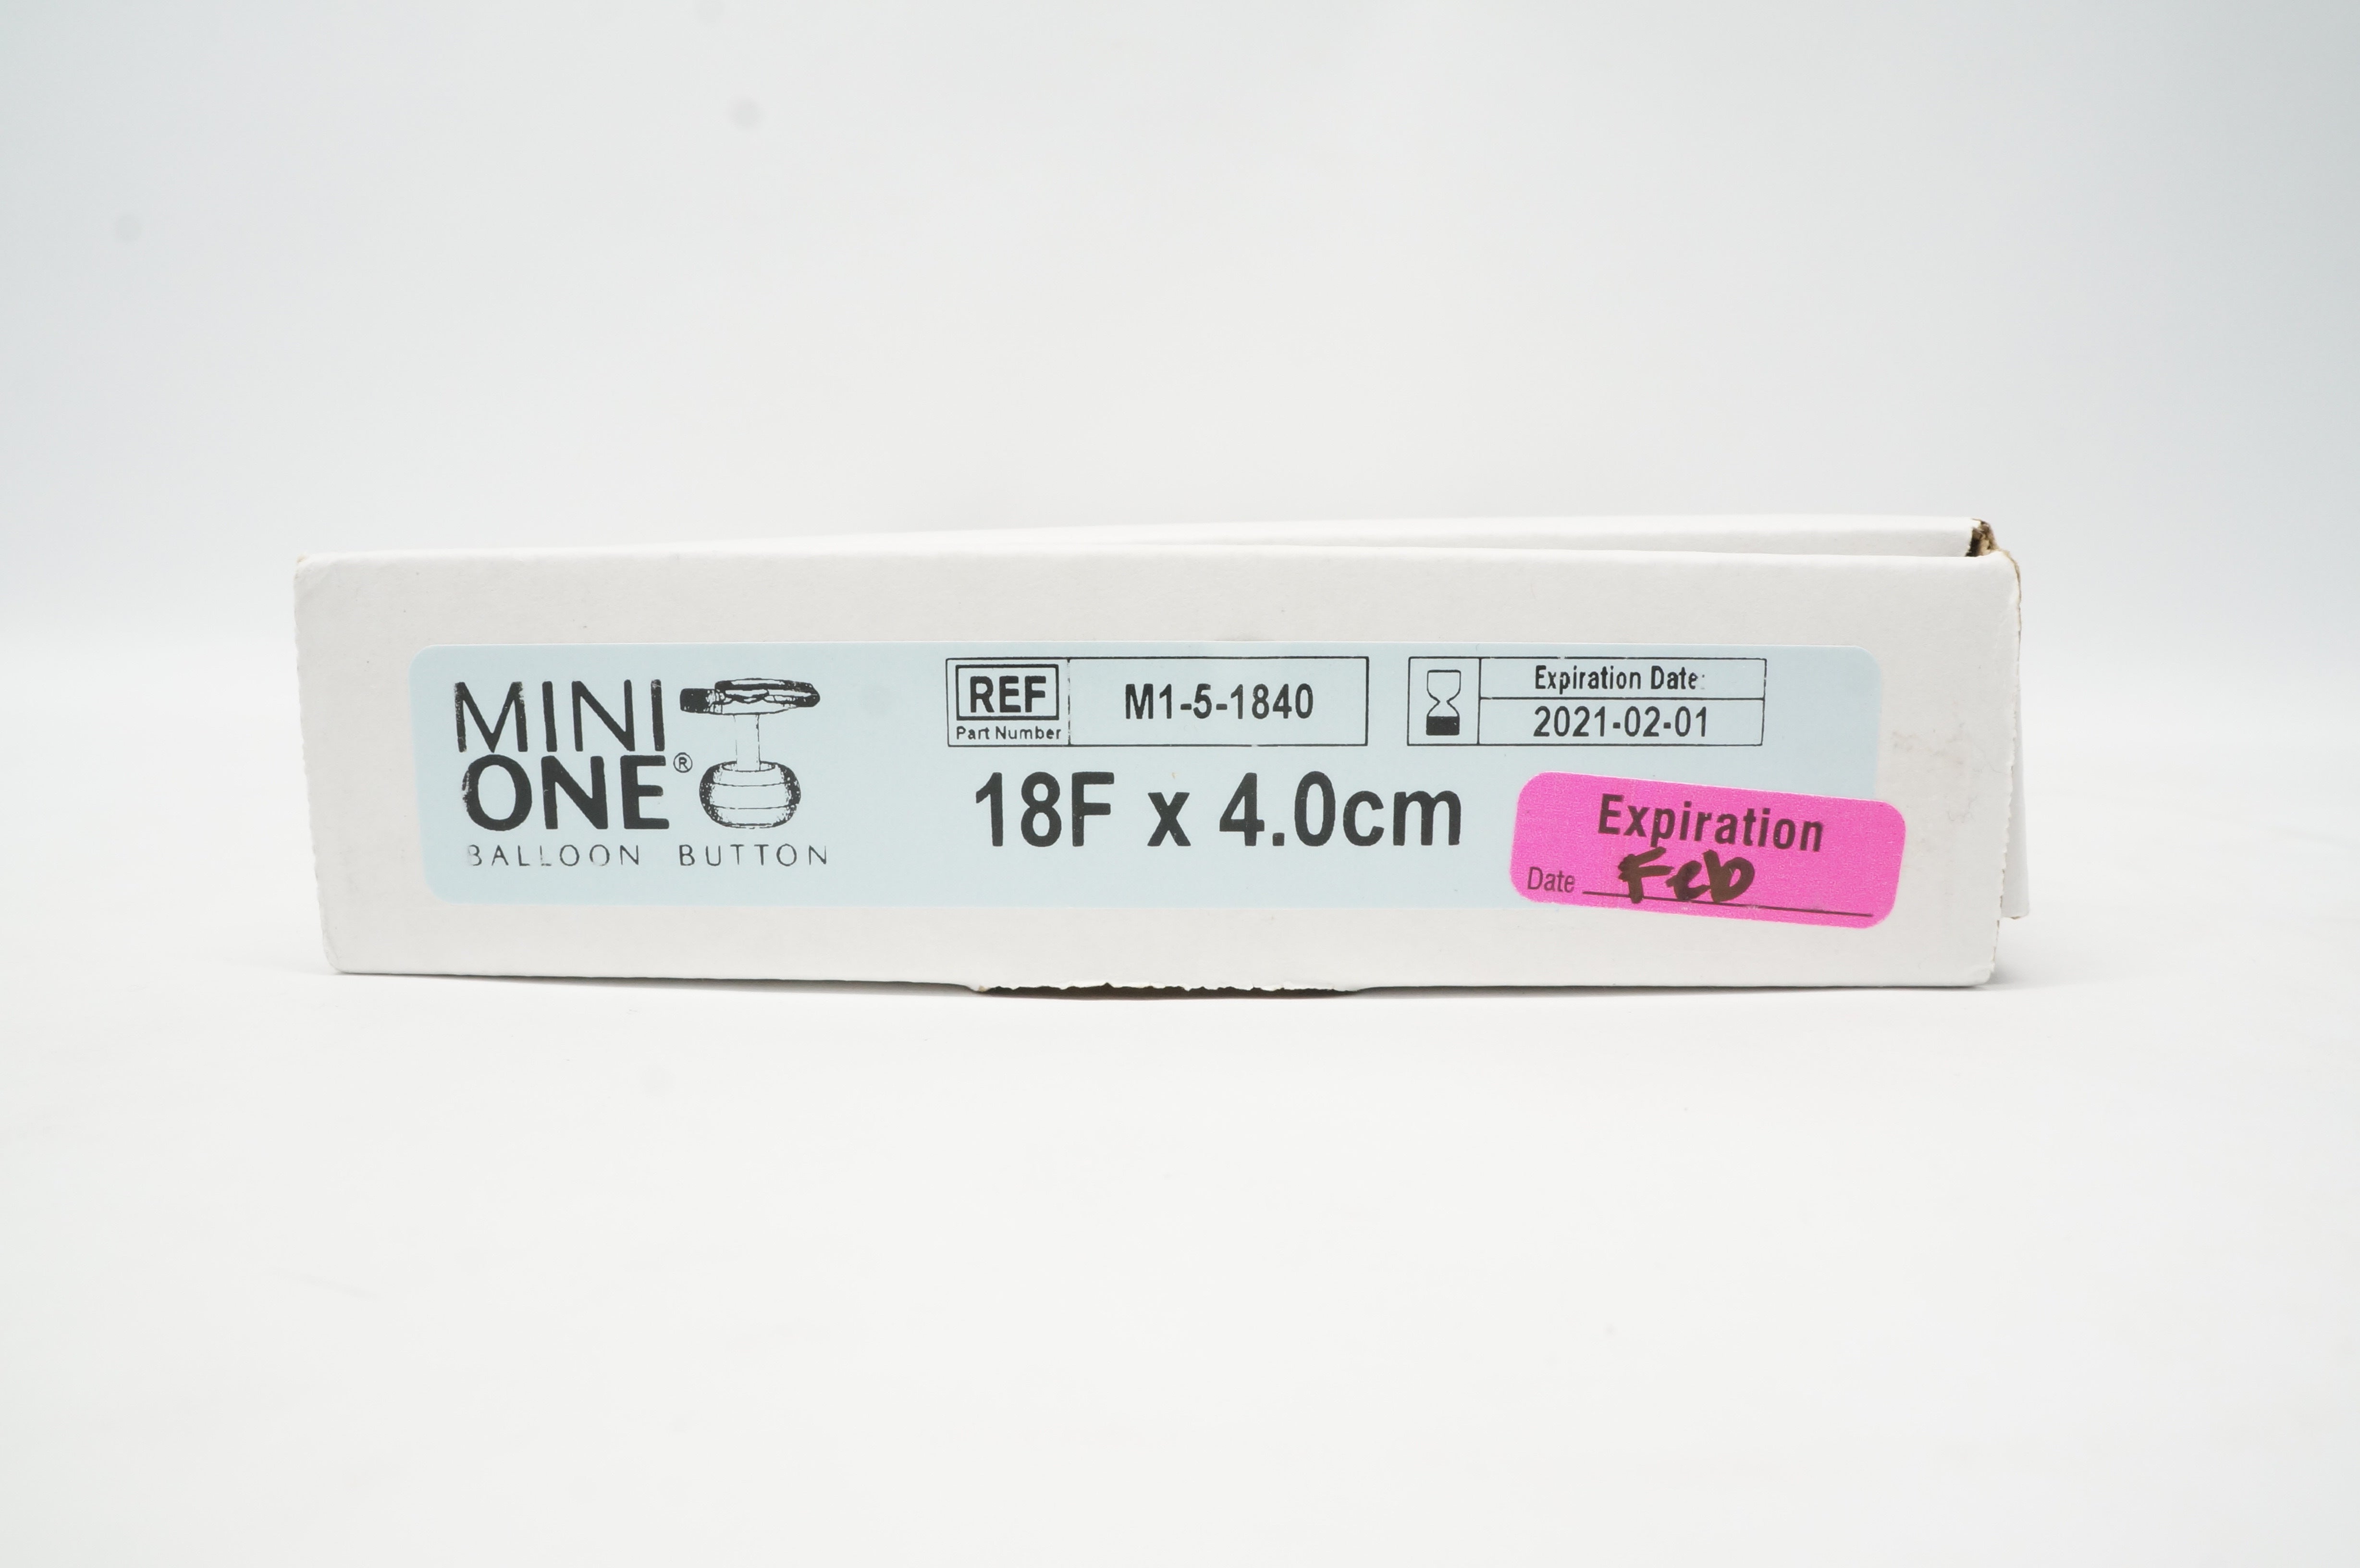 MINI
ONE®
BALLOON BUTTON
REF
Part Number
M1-5-1840
Expiration Date:
2021-02-01
18F x 4.0cm
Expiration
Date Feb